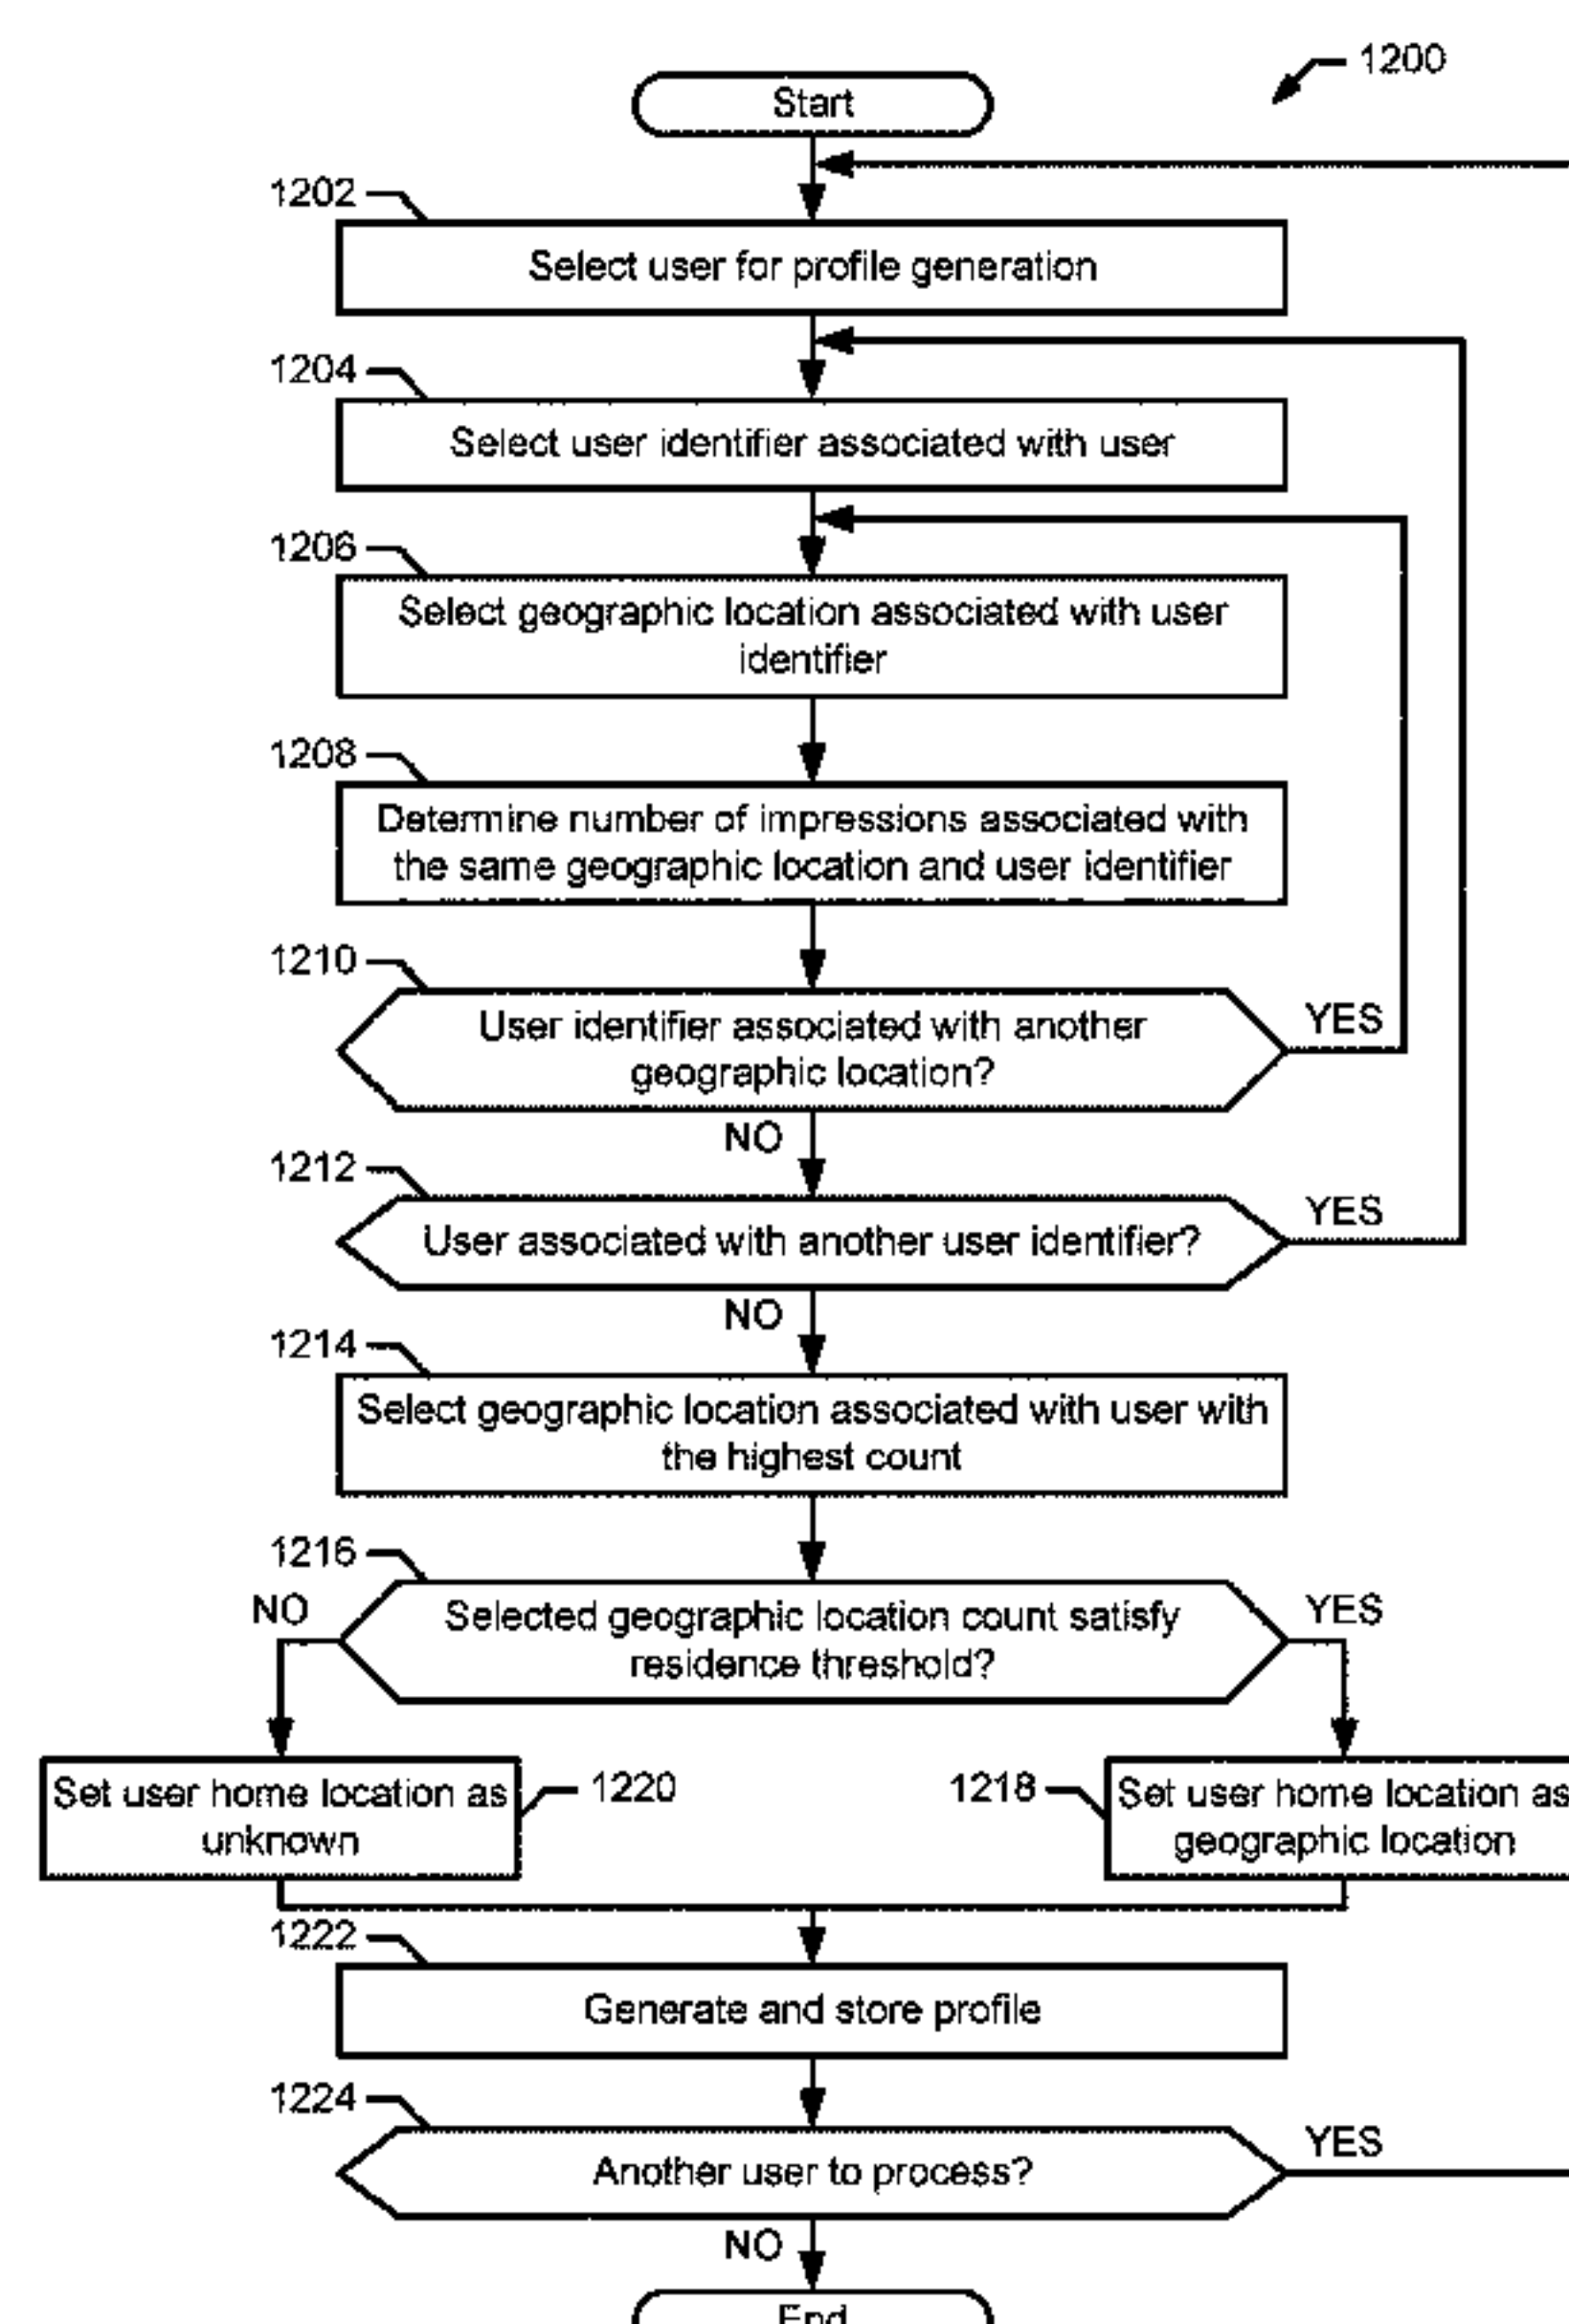 1200
Start
1202
Select user for profile generation
1204
Select user identifier associated with user
1206
Select geographic location associated with user
identifier
1208
Determine number of impressions associated with
the same geographic location and user identifier
1210
User identifier associated with another
geographic location?
YES
NO
1212
User associated with another user identifier?
YES
NO
1214
Select geographic location associated with user with
the highest count
1216
NO
Selected geographic location count satisfy
residence threshold?
YES
Set user home location as
unknown
1220
1218
Set user home location as
geographic location
1222
Generate and store profile
1224
Another user to process?
YES
NO
End